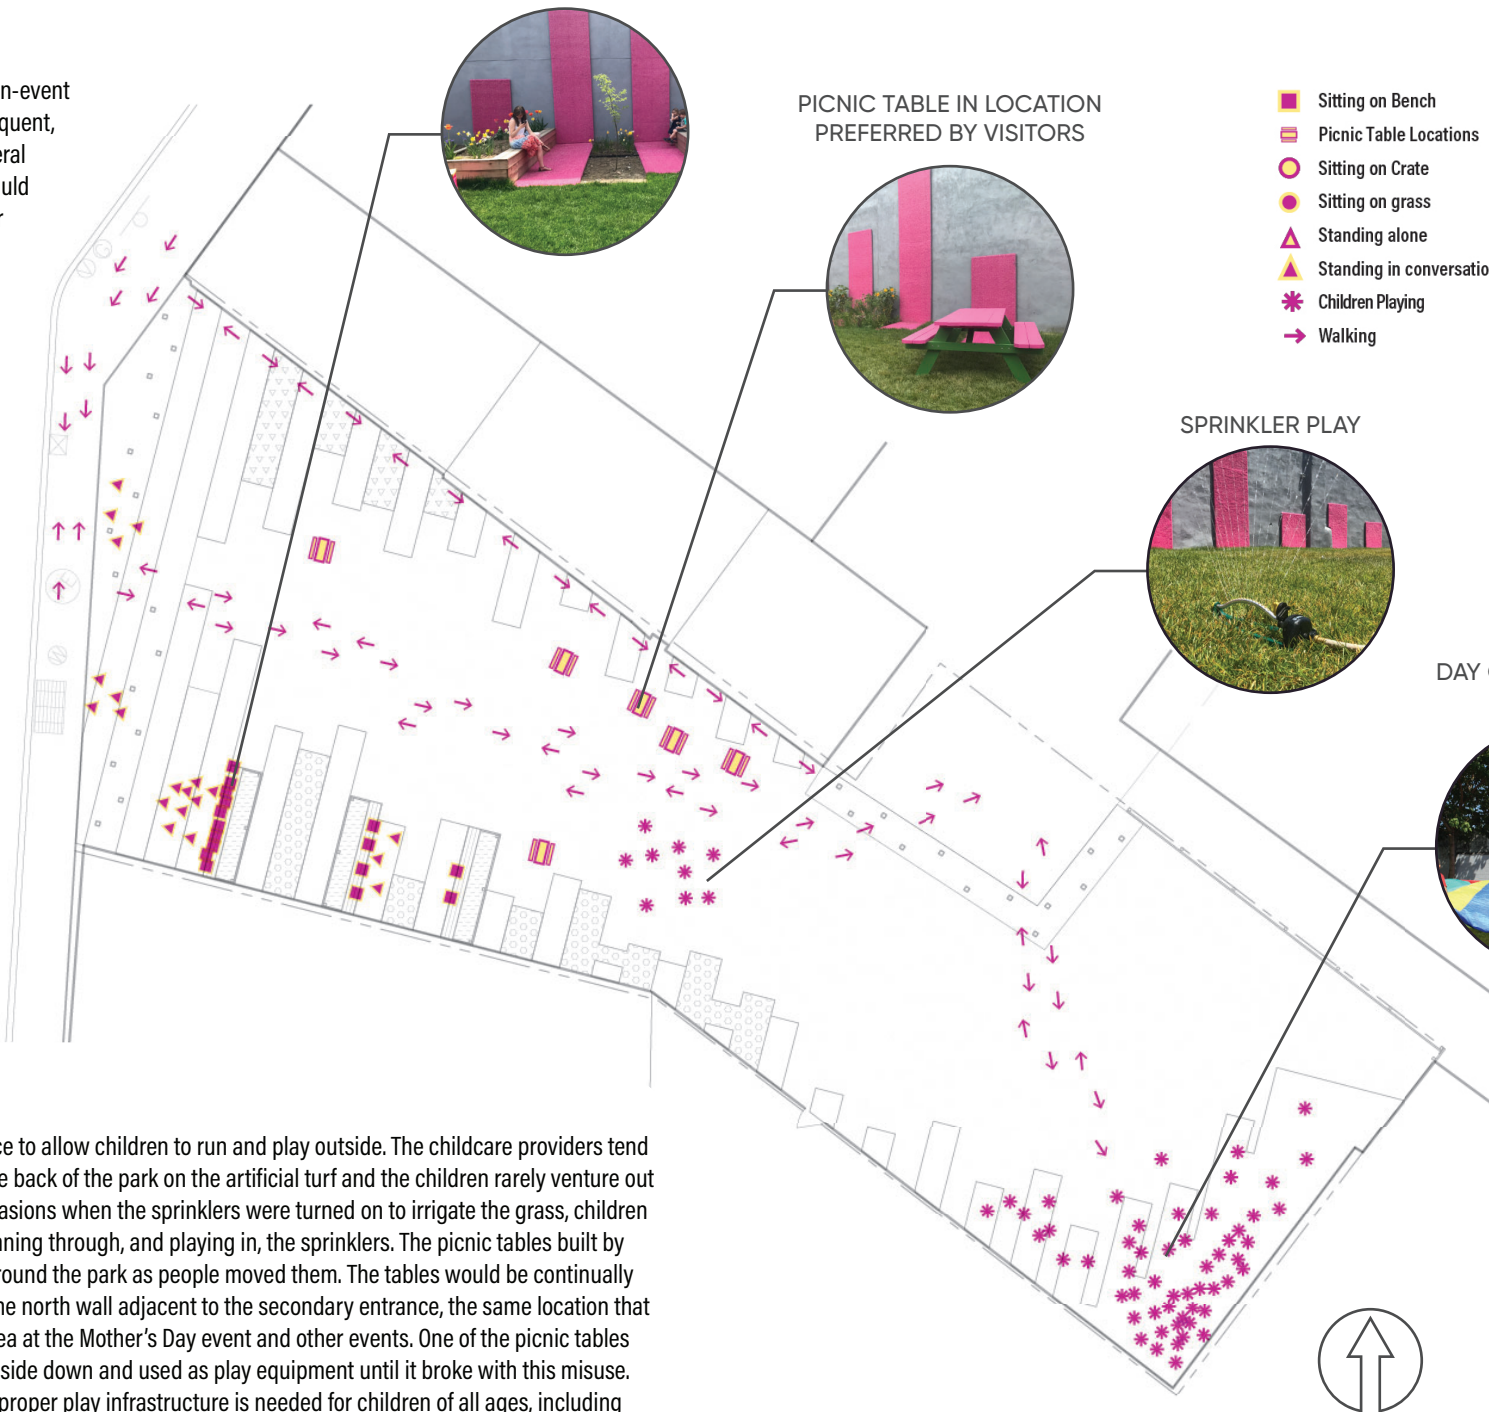 n-event
quent,
eral
uld
r
PICNIC TABLE IN LOCATION
PREFERRED BY VISITORS
Sitting on Bench
Picnic Table Locations
Sitting on Crate
Sitting on grass
Standing alone
Standing in conversatio
Children Playing
Walking
SPRINKLER PLAY
DAY
ce to allow children to run and play outside. The childcare providers tend
e back of the park on the artificial turf and the children rarely venture out
asions when the sprinklers were turned on to irrigate the grass, children
nning through, and playing in, the sprinklers. The picnic tables built by
round the park as people moved them. The tables would be continually
he north wall adjacent to the secondary entrance, the same location that
ea at the Mother's Day event and other events. One of the picnic tables
side down and used as play equipment until it broke with this misuse.
proper play infrastructure is needed for children of all ages, including